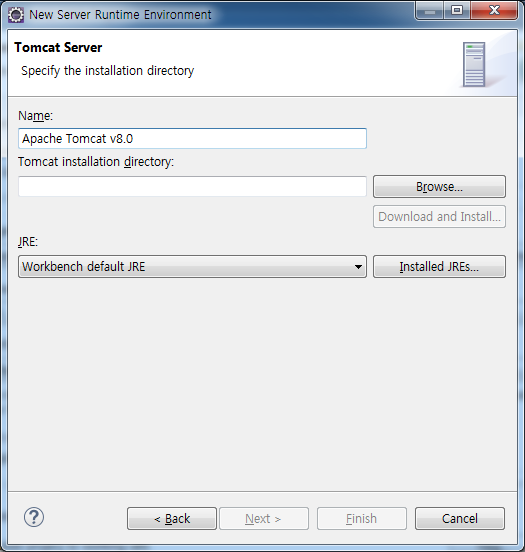 New Server Runtime Environment
Tomcat Server
Specify the installation directory
Name:
Apache Tomcat v8.0
Tomcat installation directory:
Browse...
Download and Install...
JRE:
Workbench default JRE
Installed JREs...
?
< Back
Next >
Finish
Cancel